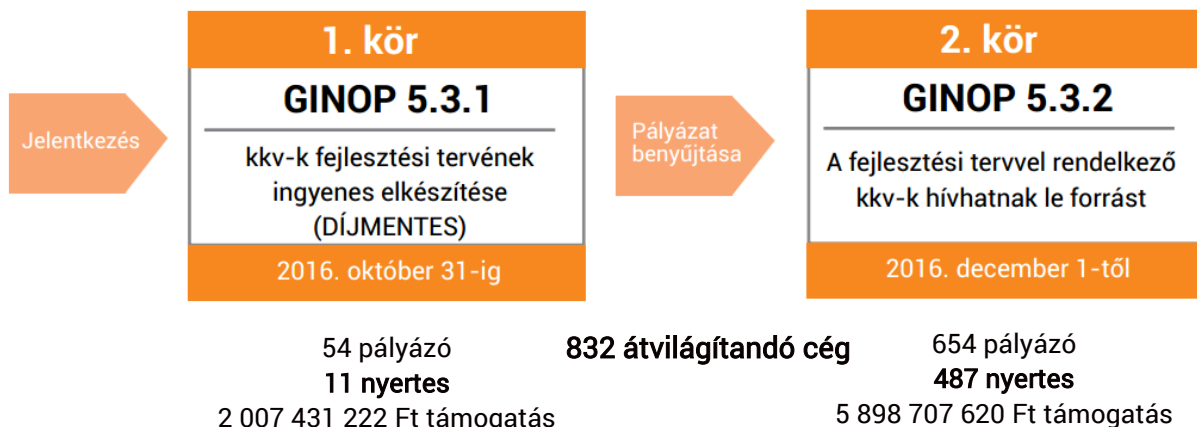 Jelentkezés
1. kör
GINOP 5.3.1
kkv-k fejlesztési tervének
ingyenes elkészítése
(DÍJMENTES)
2016. október 31-ig
Pályázat
benyújtása
2. kör
GINOP 5.3.2
A fejlesztési tervvel rendelkező
kkv-k hívhatnak le forrást
2016. december 1-től
54 pályázó
11 nyertes
2 007 431 222 Ft támogatás
832 átvilágítandó cég
654 pályázó
487 nyertes
5 898 707 620 Ft támogatás